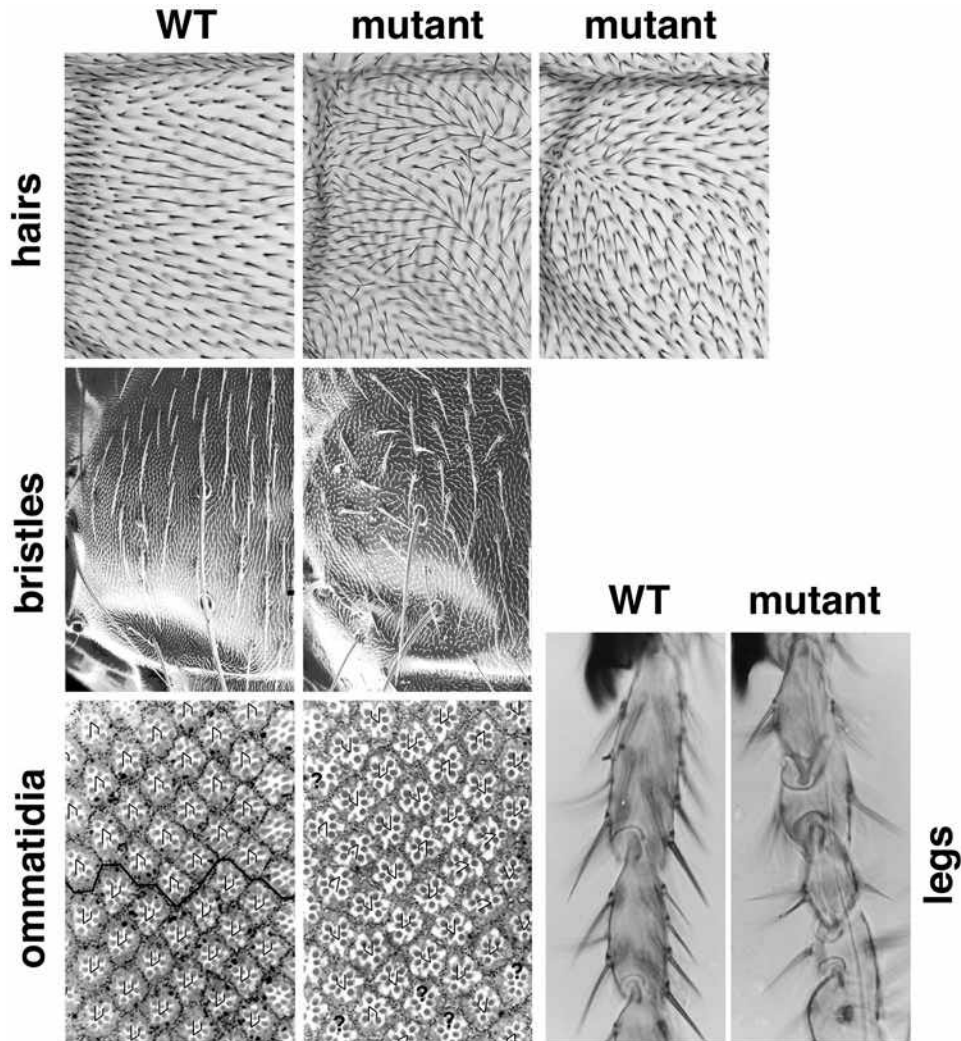 WT mutant mutant
hairs
bristles
WT mutant
ommatidia
legs
? ? ? ? ?